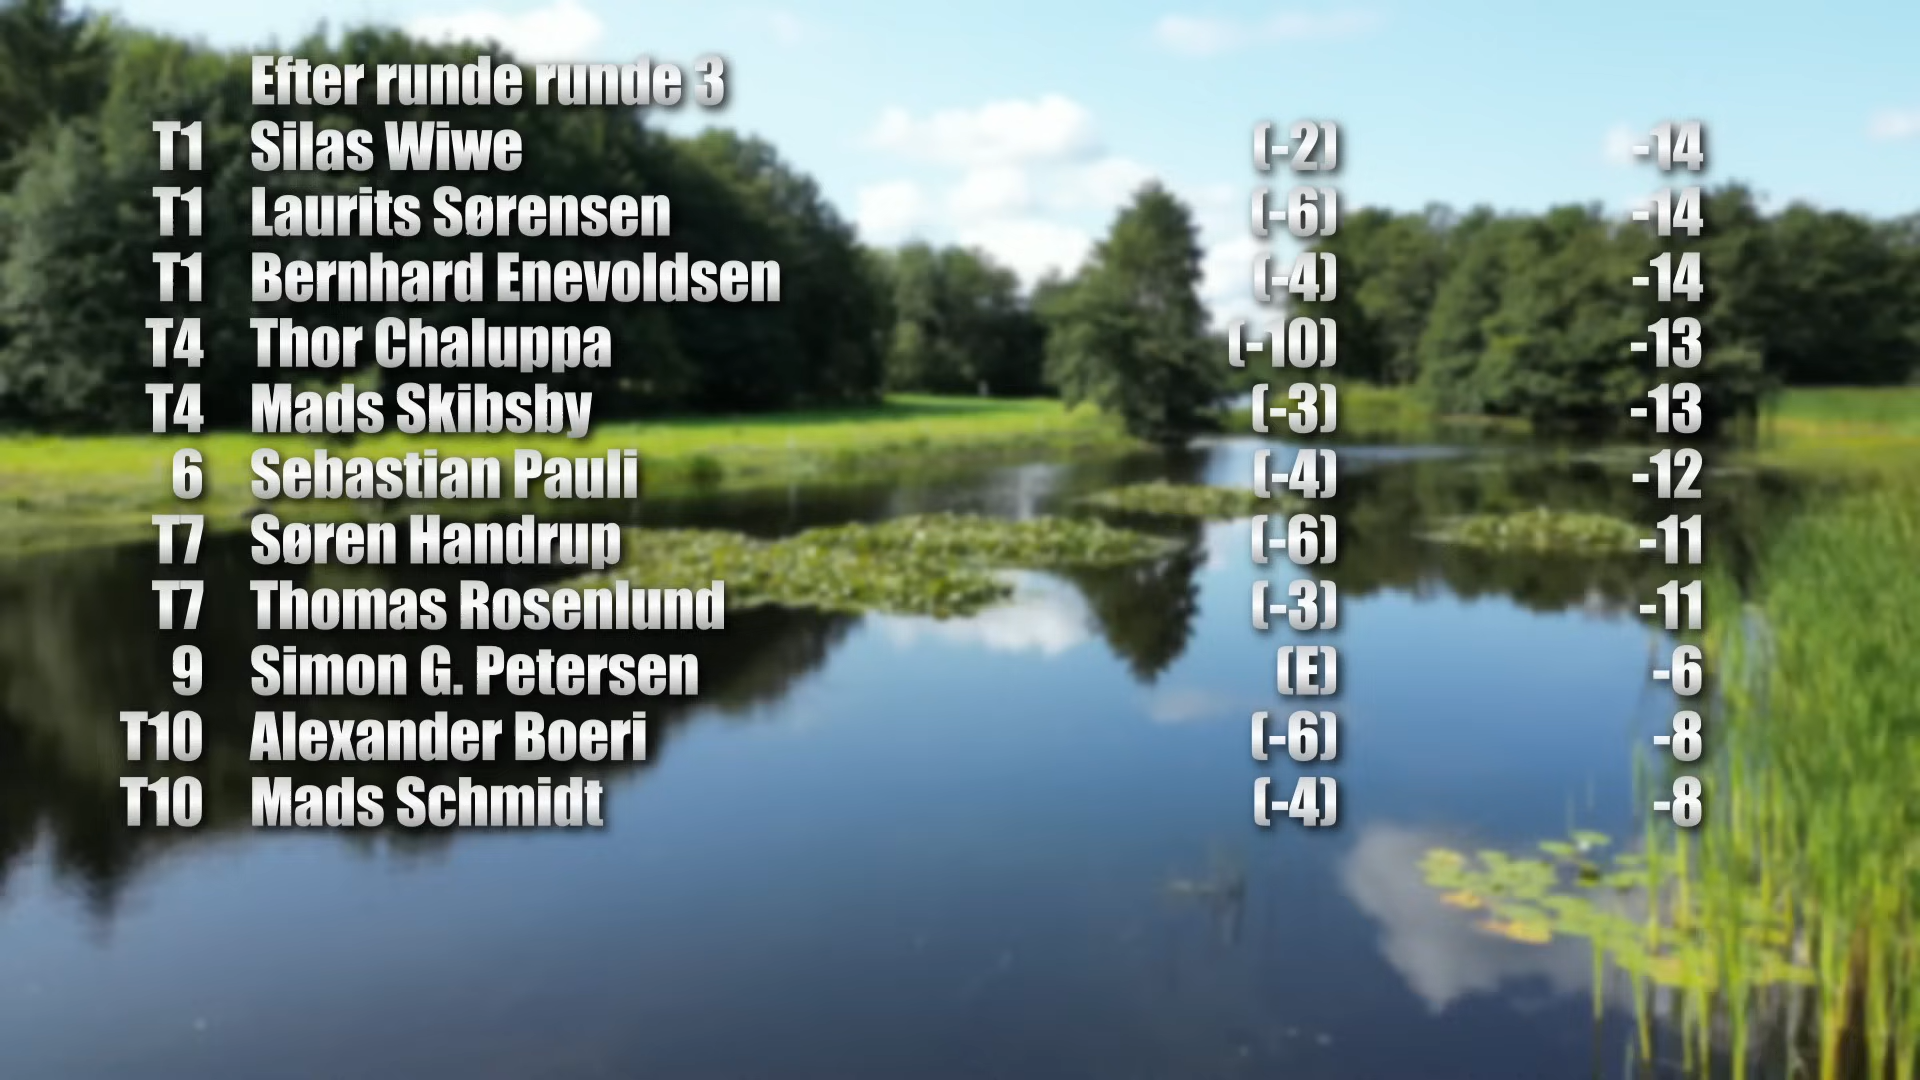 Efter runde runde 3
T1 Silas Wiwe (-2) -14
T1 Laurits Sørensen (-6) -14
T1 Bernhard Enevoldsen (-4) -14
T4 Thor Chaluppa (-10) -13
T4 Mads Skibsby (-3) -13
6 Sebastian Pauli (-4) -12
T7 Søren Handrup (-6) -11
T7 Thomas Rosenlund (-3) -11
9 Simon G. Petersen (E) -6
T10 Alexander Boeri (-6) -8
T10 Mads Schmidt (-4) -8